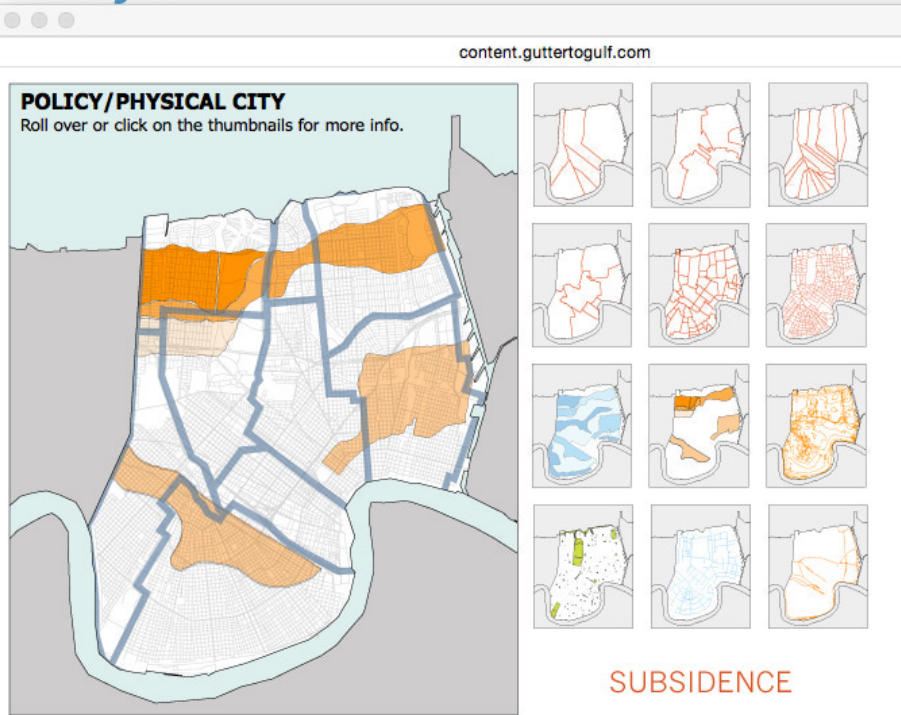 content.guttertogulf.com
POLICY/PHYSICAL CITY
Roll over or click on the thumbnails for more info.
SUBSIDENCE